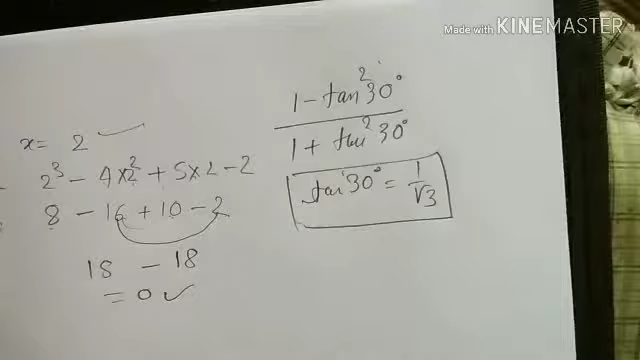 Made with KINEMASTER
x = 2 ✓
2³ - 4×2² + 5×2 - 2
8 - 16 + 10 - 2
18 - 18
= 0 ✓
1 - tan²30°
1 + tan²30°
tan 30° = 1/√3